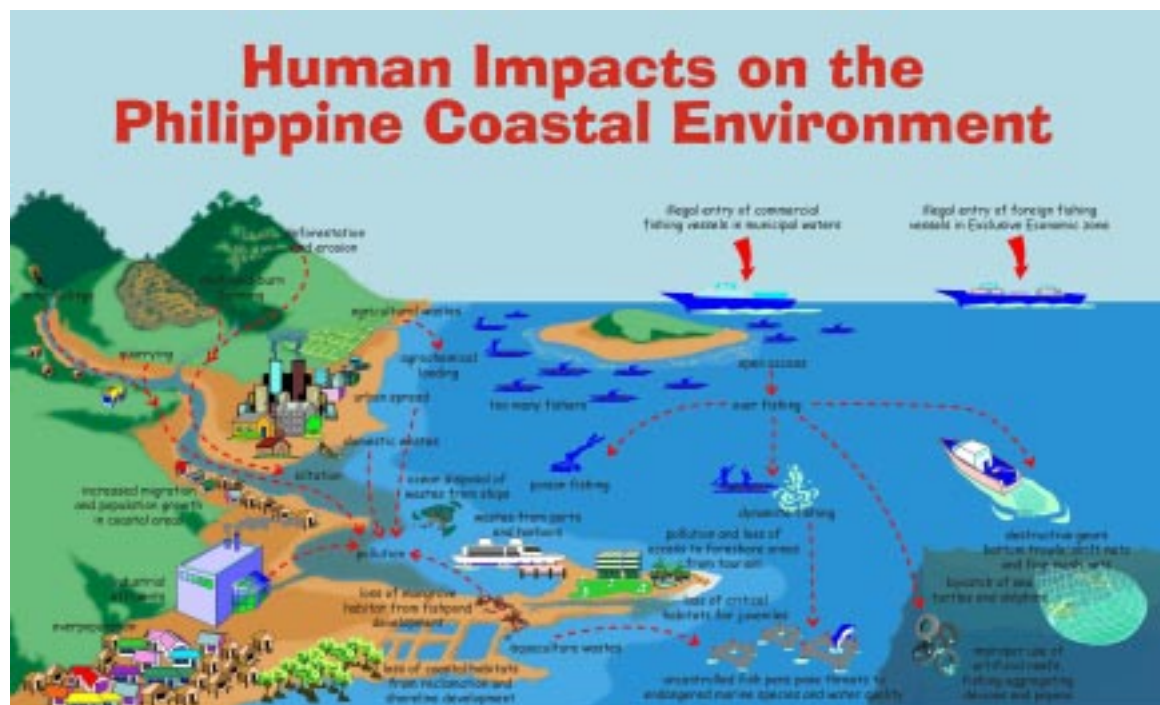 Human Impacts on the
Philippine Coastal Environment
illegal entry of commercial
fishing vessels in municipal waters
illegal entry of foreign fishing
vessels in Exclusive Economic zone
deforestation
and erosion
farming
agricultural wastes
quarrying
agrochemical
loading
open access
urban sprawl
too many fishers
over fishing
domestic wastes
siltation
ocean disposal of
wastes from ships
poison fishing
increased migration
and population growth
in coastal areas
wastes from ports
and harbors
dynamite fishing
pollution
pollution and loss of
access to foreshore areas
from tourism
destructive gears
bottom trawls, drift nets
and fine mesh nets
industrial
effluents
loss of mangrove
habitat from fishpond
development
loss of critical
habitats for juveniles
bycatch of sea
turtles and dolphins
overpopulation
aquaculture wastes
loss of coastal habitats
from reclamation and
shoreline development
uncontrolled fish pens pose threats to
endangered marine species and water quality
improper use of
artificial reefs
fishing aggregating
devices and